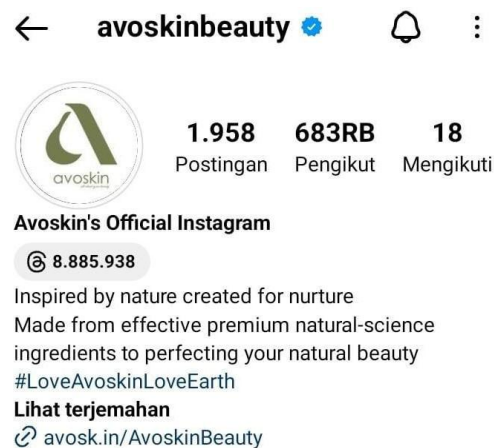 avoskinbeauty
avoskin
1.958 683RB 18
Postingan Pengikut Mengikuti
Avoskin's Official Instagram
8.885.938
Inspired by nature created for nurture
Made from effective premium natural-science
ingredients to perfecting your natural beauty
#LoveAvoskinLoveEarth
Lihat terjemahan
avosk.in/AvoskinBeauty